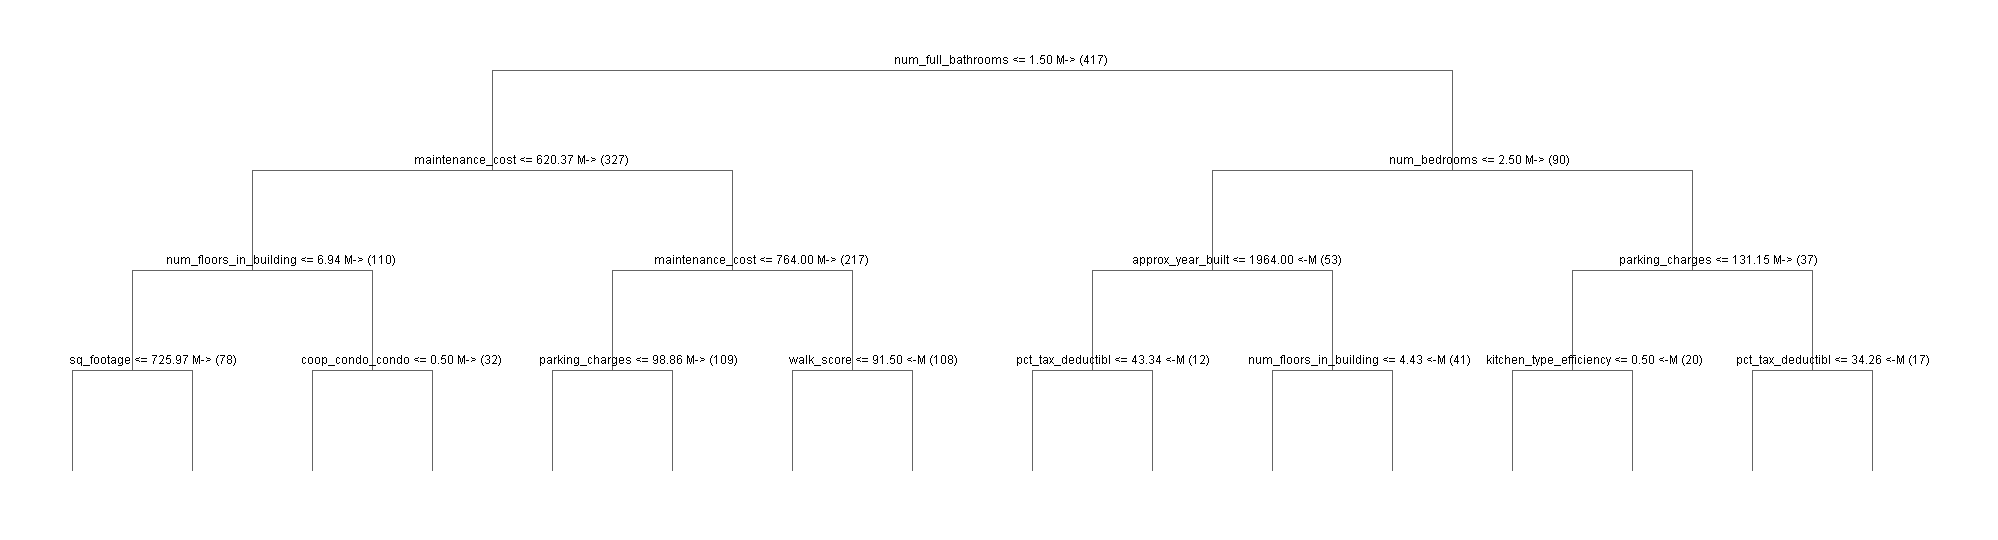 num_full_bathrooms <= 1.50 M-> (417)
maintenance_cost <= 620.37 M-> (327)
num_bedrooms <= 2.50 M-> (90)
num_floors_in_building <= 6.94 M-> (110)
maintenance_cost <= 764.00 M-> (217)
approx_year_built <= 1964.00 <-M (53)
parking_charges <= 131.15 M-> (37)
sq_footage <= 725.97 M-> (78)
coop_condo_condo <= 0.50 M-> (32)
parking_charges <= 98.86 M-> (109)
walk_score <= 91.50 <-M (108)
pct_tax_deductibl <= 43.34 <-M (12)
num_floors_in_building <= 4.43 <-M (41)
kitchen_type_efficiency <= 0.50 <-M (20)
pct_tax_deductibl <= 34.26 <-M (17)